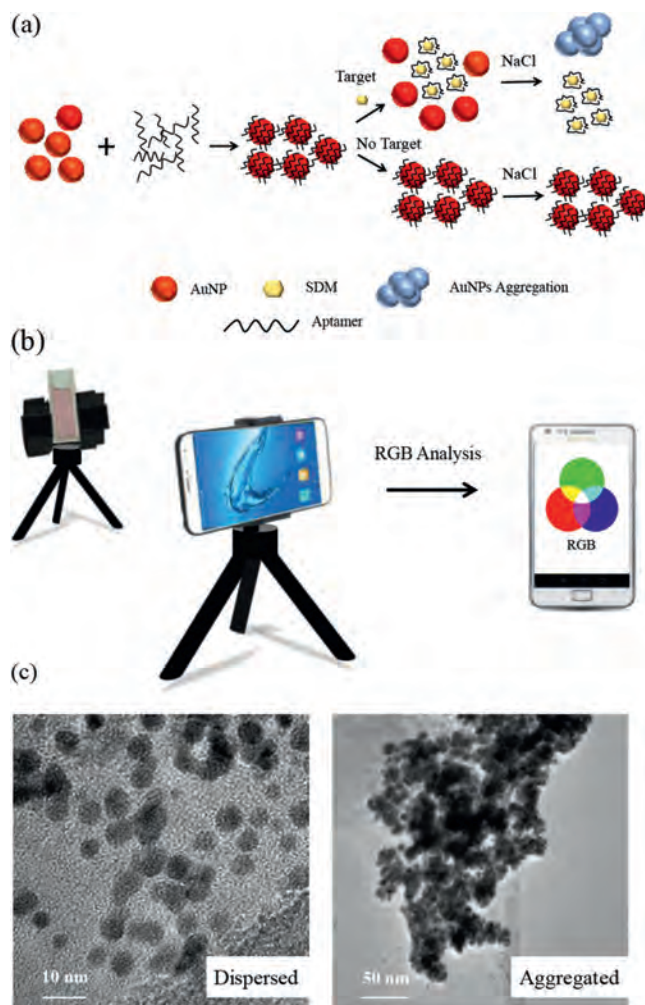 (a)
Target
NaCl
No Target
NaCl
AuNP
SDM
AuNPs Aggregation
Aptamer
(b)
RGB Analysis
RGB
(c)
10 nm
Dispersed
50 nm
Aggregated